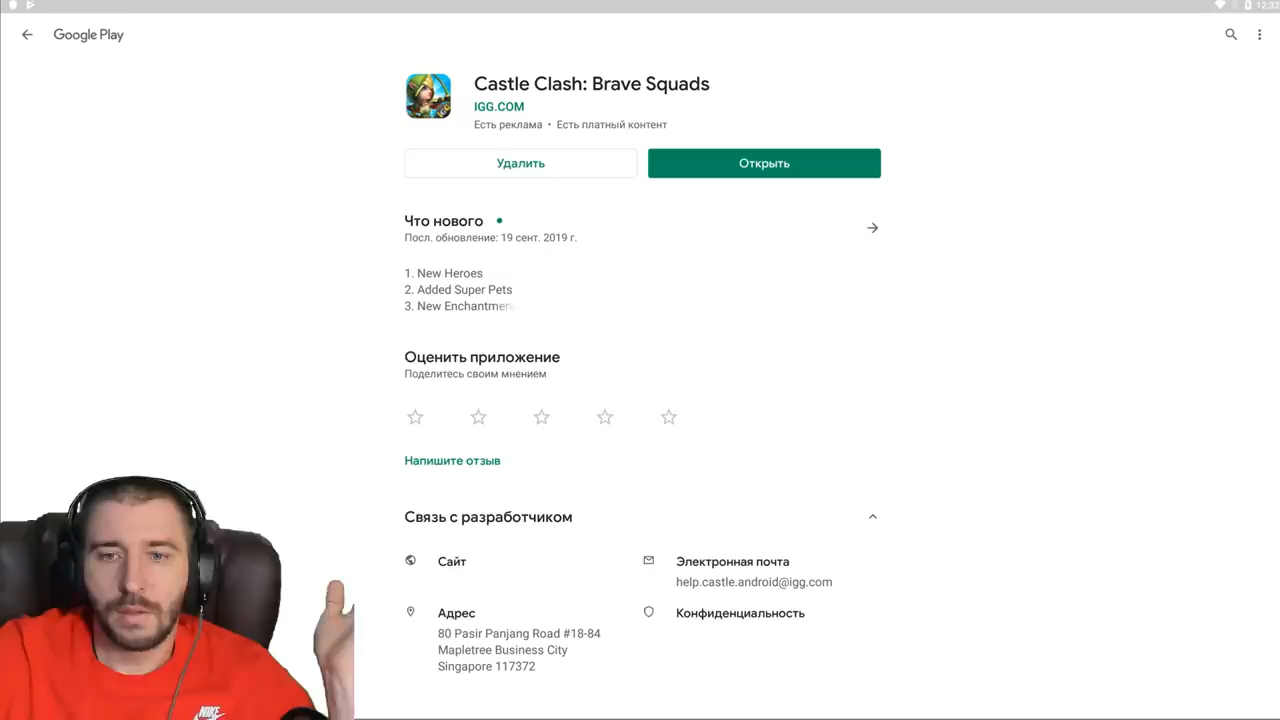 12:32
Google Play
Castle Clash: Brave Squads
IGG.COM
Есть реклама • Есть платный контент
Удалить
Открыть
Что нового
Посл. обновление: 19 сент. 2019 г.
1. New Heroes
2. Added Super Pets
3. New Enchantment
Оценить приложение
Поделитесь своим мнением
Напишите отзыв
Связь с разработчиком
Сайт
Электронная почта
help.castle.android@igg.com
Адрес
Конфиденциальность
80 Pasir Panjang Road #18-84
Mapletree Business City
Singapore 117372
NIKE